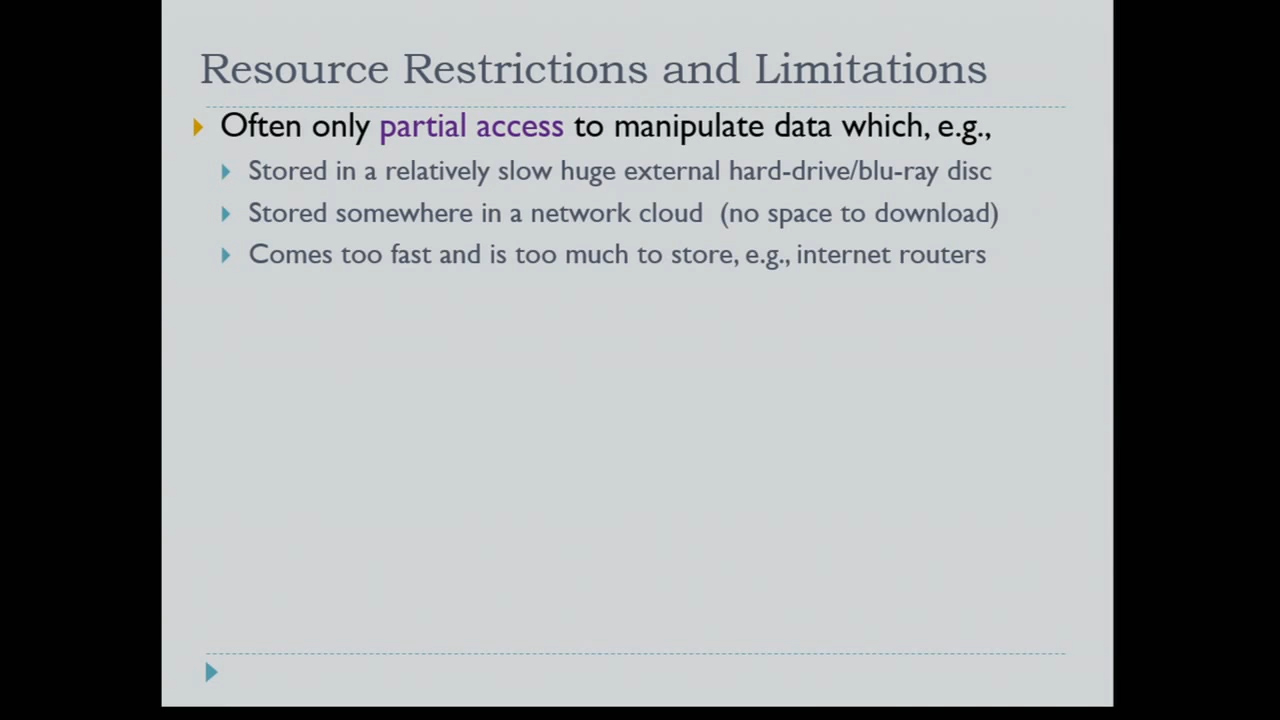 Resource Restrictions and Limitations
Often only partial access to manipulate data which, e.g.,
Stored in a relatively slow huge external hard-drive/blu-ray disc
Stored somewhere in a network cloud (no space to download)
Comes too fast and is too much to store, e.g., internet routers